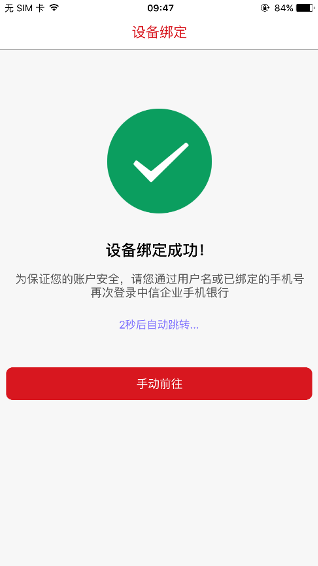 无 SIM 卡 09:47 84%
设备绑定
设备绑定成功!
为保证您的账户安全，请您通过用户名或已绑定的手机号
再次登录中信企业手机银行
2秒后自动跳转...
手动前往